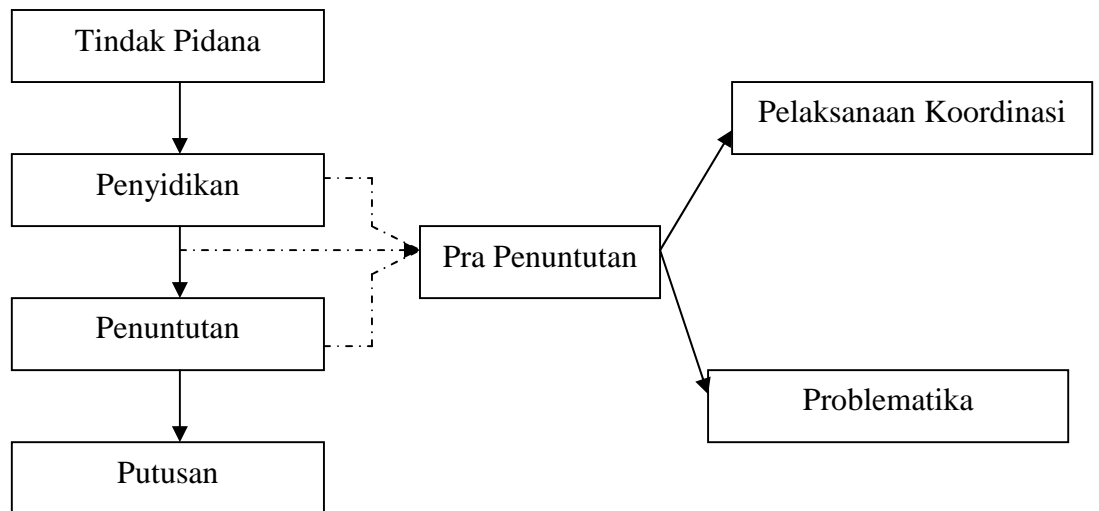 Tindak Pidana
Pelaksanaan Koordinasi
Penyidikan
Pra Penuntutan
Penuntutan
Problematika
Putusan